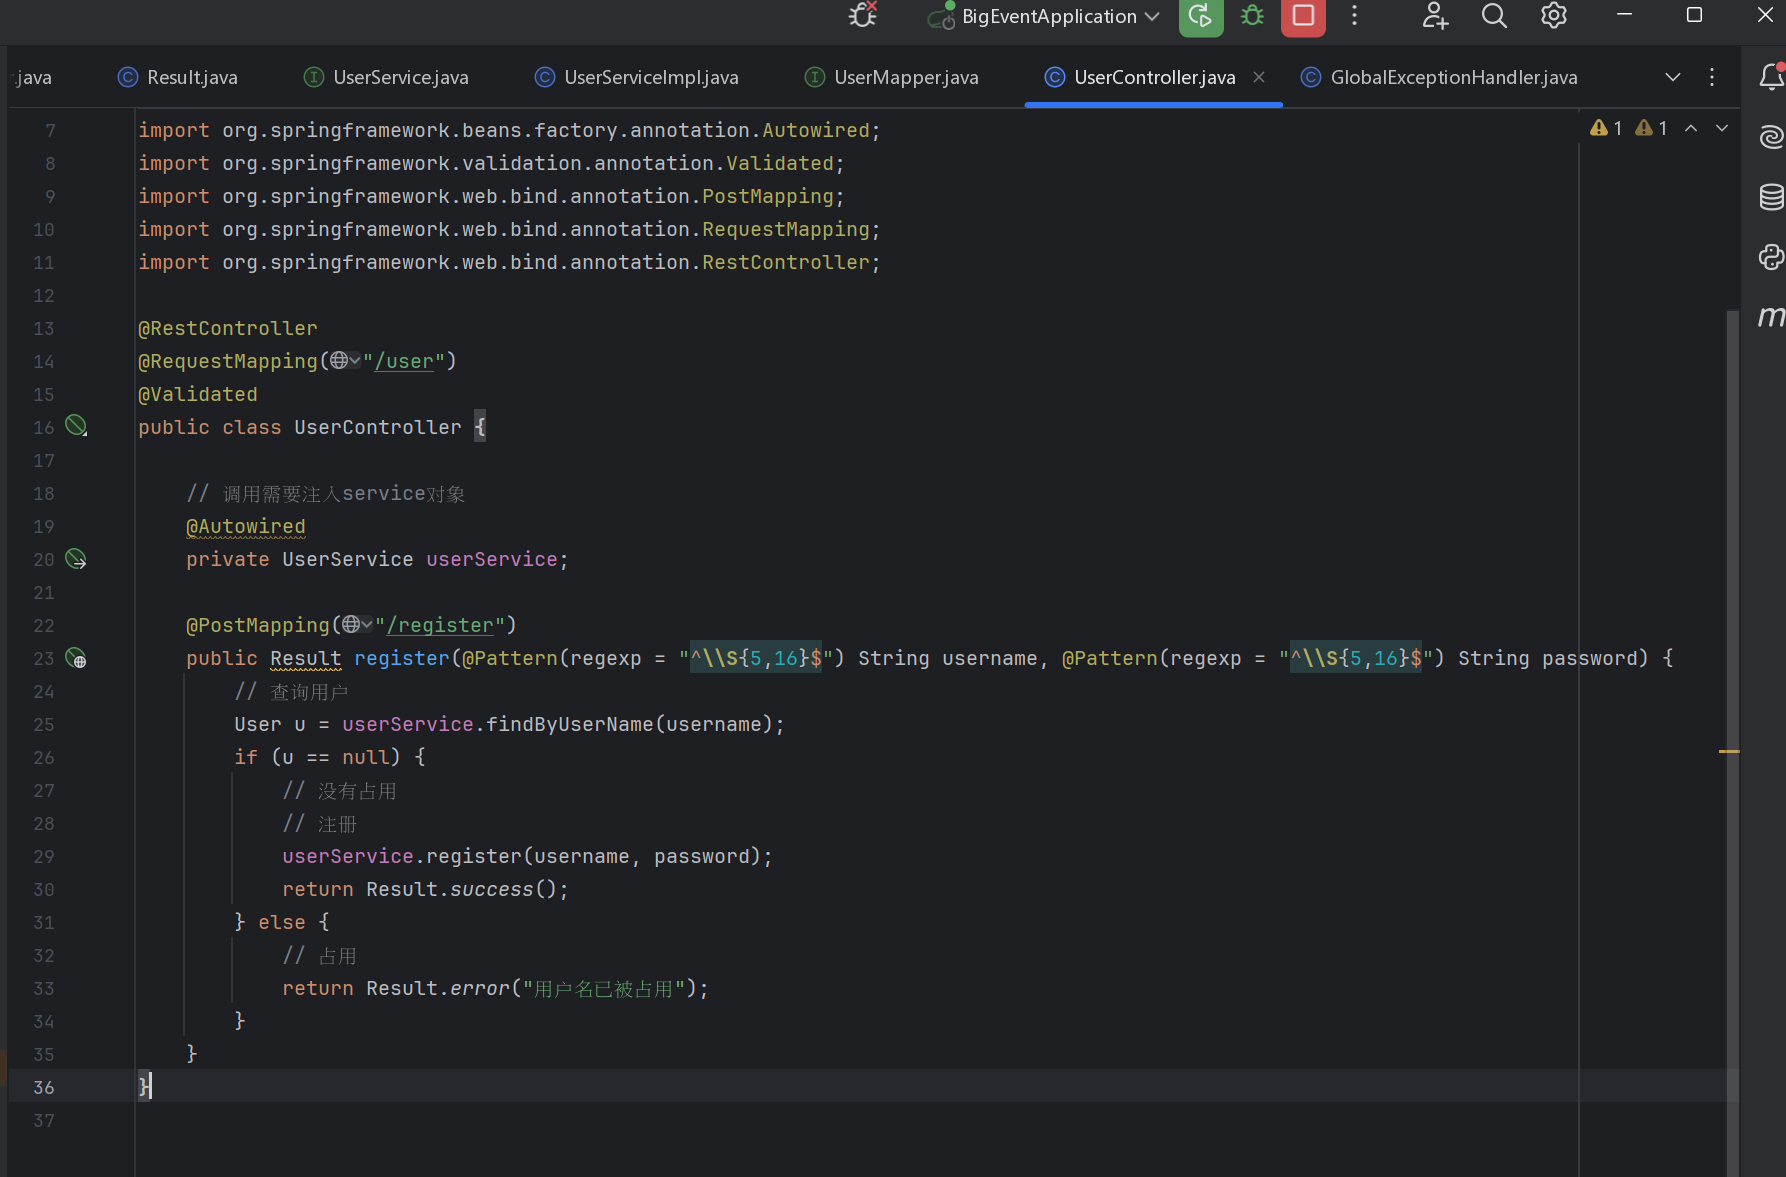 BigEventApplication
.java
Result.java
UserService.java
UserServiceImpl.java
UserMapper.java
UserController.java
GlobalExceptionHandler.java
1 1
7 import org.springframework.beans.factory.annotation.Autowired;
8 import org.springframework.validation.annotation.Validated;
9 import org.springframework.web.bind.annotation.PostMapping;
10 import org.springframework.web.bind.annotation.RequestMapping;
11 import org.springframework.web.bind.annotation.RestController;
12
13 @RestController
14 @RequestMapping("/user")
15 @Validated
16 public class UserController {
17
18 // 调用需要注入service对象
19 @Autowired
20 private UserService userService;
21
22 @PostMapping("/register")
23 public Result register(@Pattern(regexp = "^\\S{5,16}$") String username, @Pattern(regexp = "^\\S{5,16}$") String password) {
24 // 查询用户
25 User u = userService.findByUserName(username);
26 if (u == null) {
27 // 没有占用
28 // 注册
29 userService.register(username, password);
30 return Result.success();
31 } else {
32 // 占用
33 return Result.error("用户名已被占用");
34 }
35 }
36 }
37
m